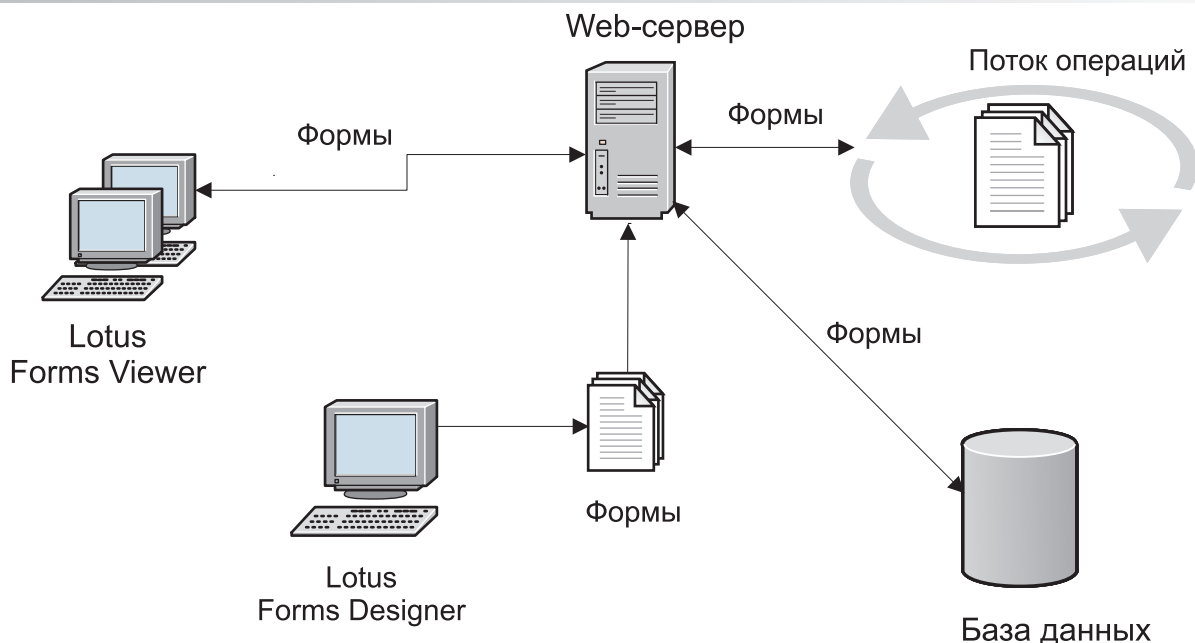 Web-сервер
Поток операций
Формы
Формы
Lotus
Forms Viewer
Формы
Формы
Lotus
Forms Designer
База данных